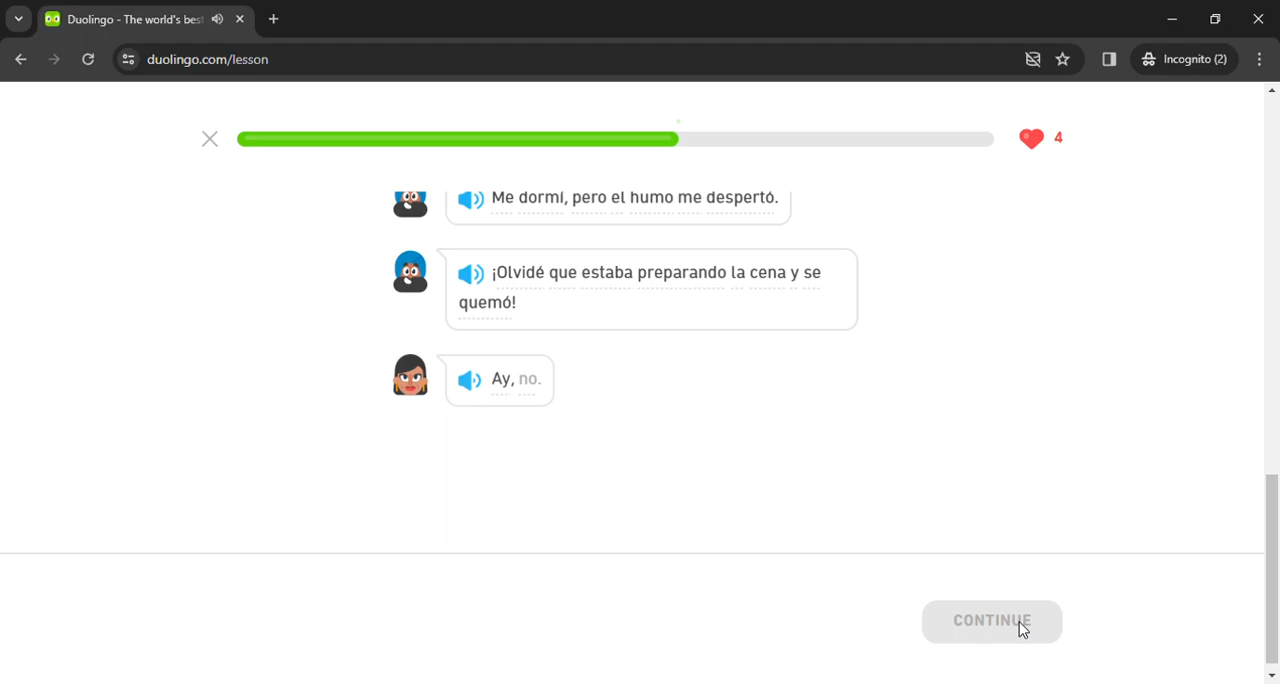 Duolingo - The world's bes
duolingo.com/lesson
Incognito (2)
4
Me dormí, pero el humo me despertó.
¡Olvidé que estaba preparando la cena y se
quemó!
Ay, no.
CONTINUE